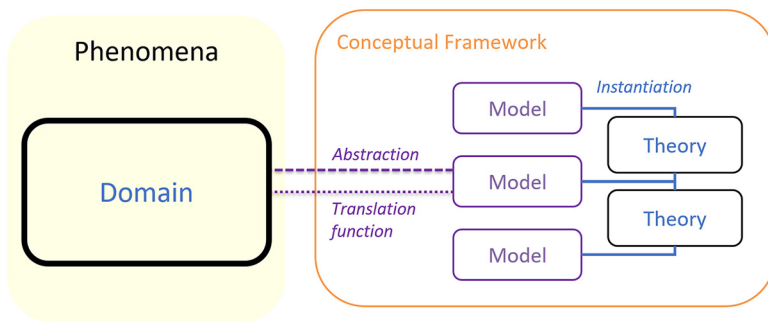 Phenomena
Domain
Conceptual Framework
Abstraction
Translation
function
Model
Model
Model
Instantiation
Theory
Theory